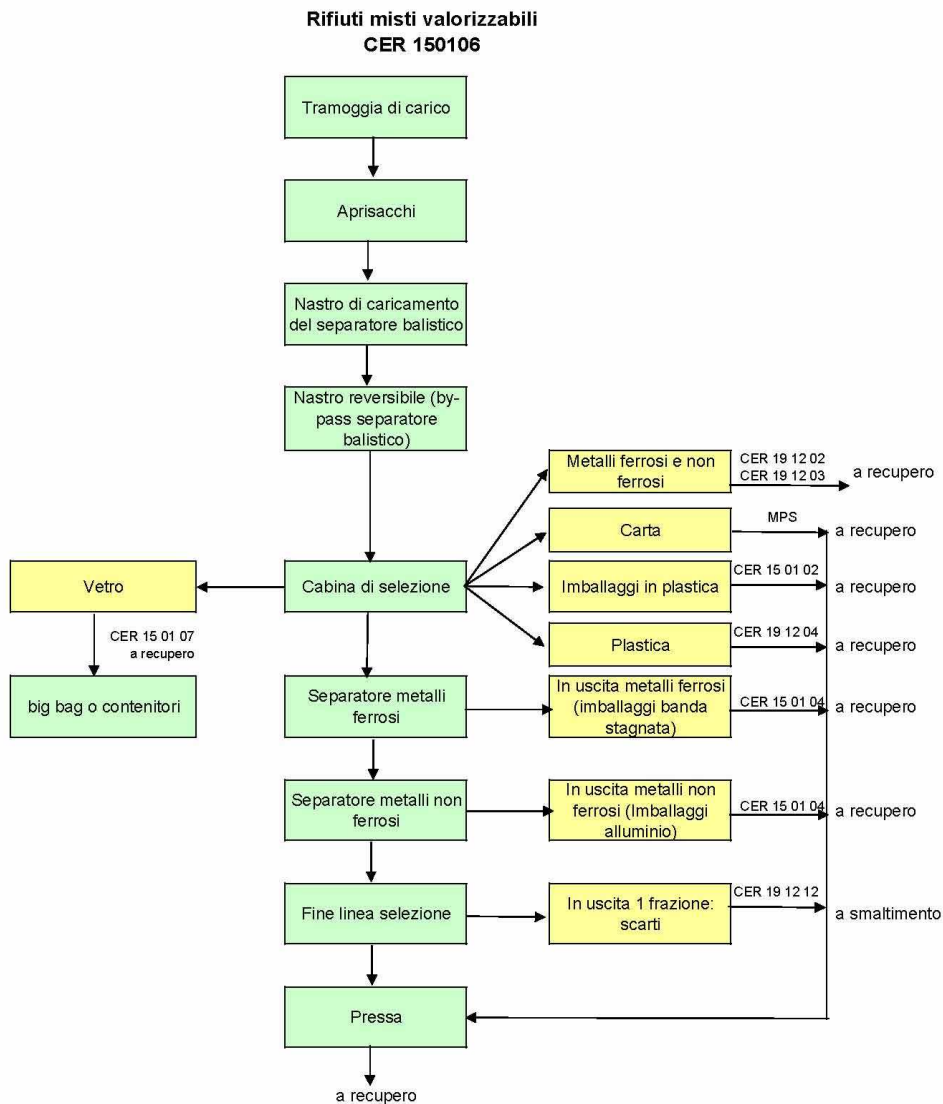 Rifiuti misti valorizzabili
CER 150106
Tramoggia di carico
Aprisacchi
Nastro di caricamento
del separatore balistico
Nastro reversibile (by-
pass separatore
balistico)
Metalli ferrosi e non
ferrosi
CER 19 12 02
CER 19 12 03
a recupero
Carta
MPS
a recupero
Vetro
Cabina di selezione
Imballaggi in plastica
CER 15 01 02
a recupero
CER 15 01 07
a recupero
Plastica
CER 19 12 04
a recupero
big bag o contenitori
Separatore metalli
ferrosi
In uscita metalli ferrosi
(imballaggi banda
stagnata)
CER 15 01 04
a recupero
Separatore metalli non
ferrosi
In uscita metalli non
ferrosi (Imballaggi
alluminio)
CER 15 01 04
a recupero
Fine linea selezione
In uscita 1 frazione:
scarti
CER 19 12 12
a smaltimento
Pressa
a recupero